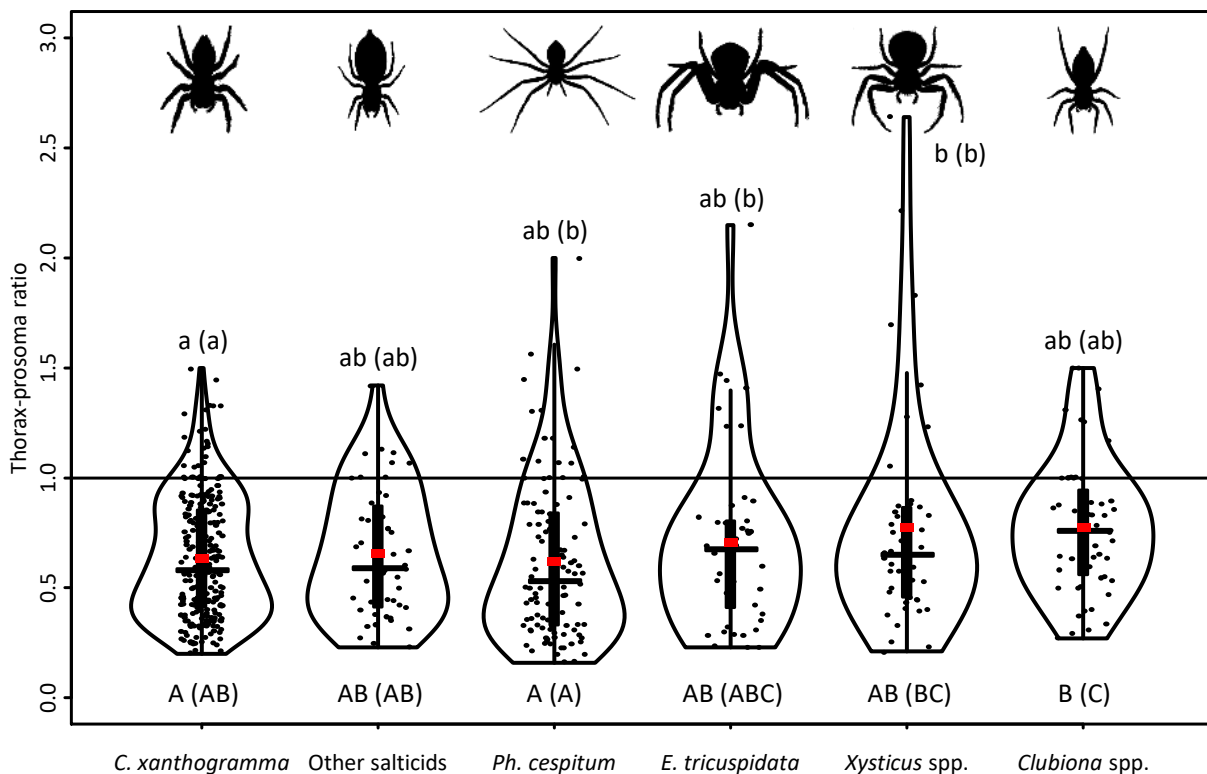 3.0
2.5
2.0
1.5
1.0
0.5
0.0
Thorax-prosoma ratio
a (a)
ab (ab)
ab (b)
ab (b)
b (b)
ab (ab)
A (AB)
AB (AB)
A (A)
AB (ABC)
AB (BC)
B (C)
C. xanthogramma
Other salticids
Ph. cespitum
E. tricuspidata
Xysticus spp.
Clubiona spp.